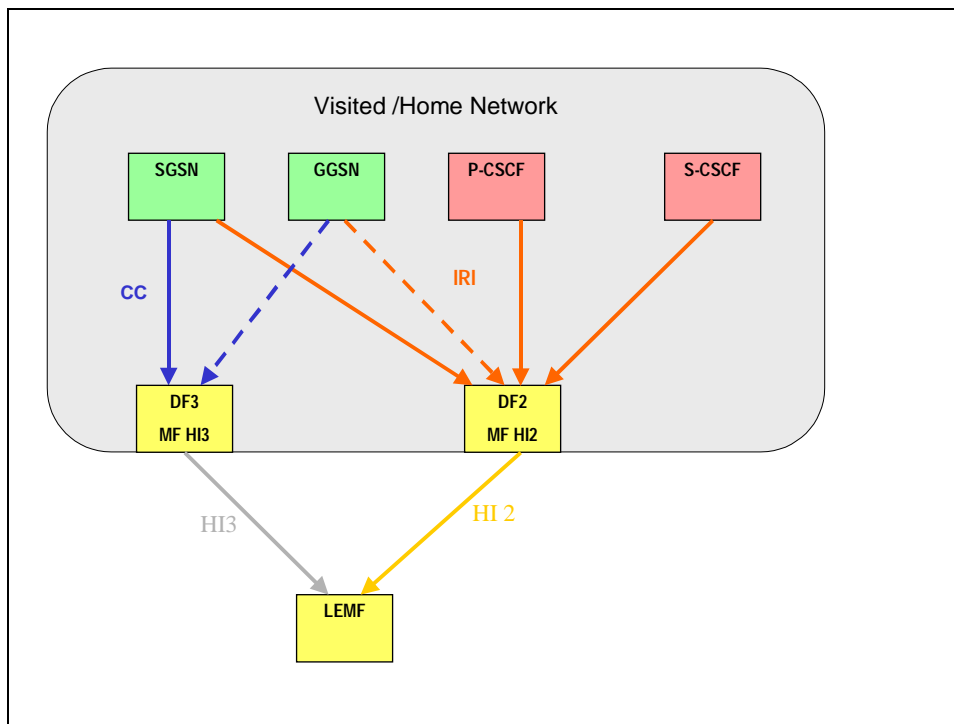 Visited /Home Network
SGSN
GGSN
P-CSCF
S-CSCF
CC
IRI
DF3
MF HI3
DF2
MF HI2
HI3
HI 2
LEMF